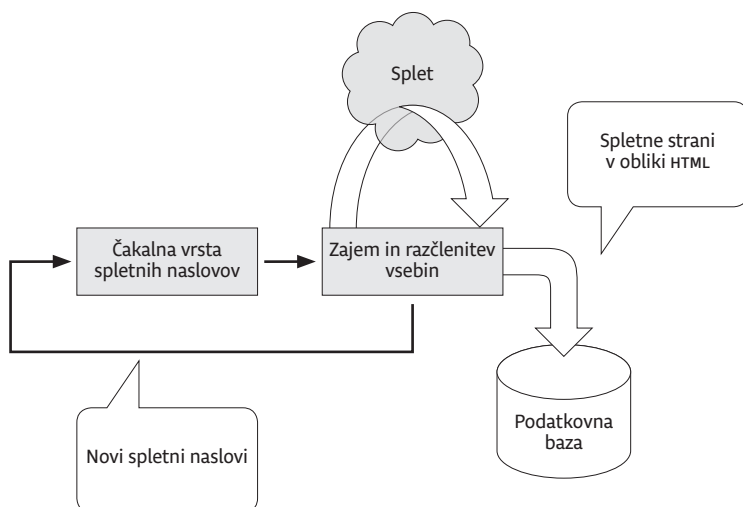 Splet
Spletne strani
v obliki HTML
Čakalna vrsta
spletnih naslovov
Zajem in razčlenitev
vsebin
Podatkovna
baza
Novi spletni naslovi